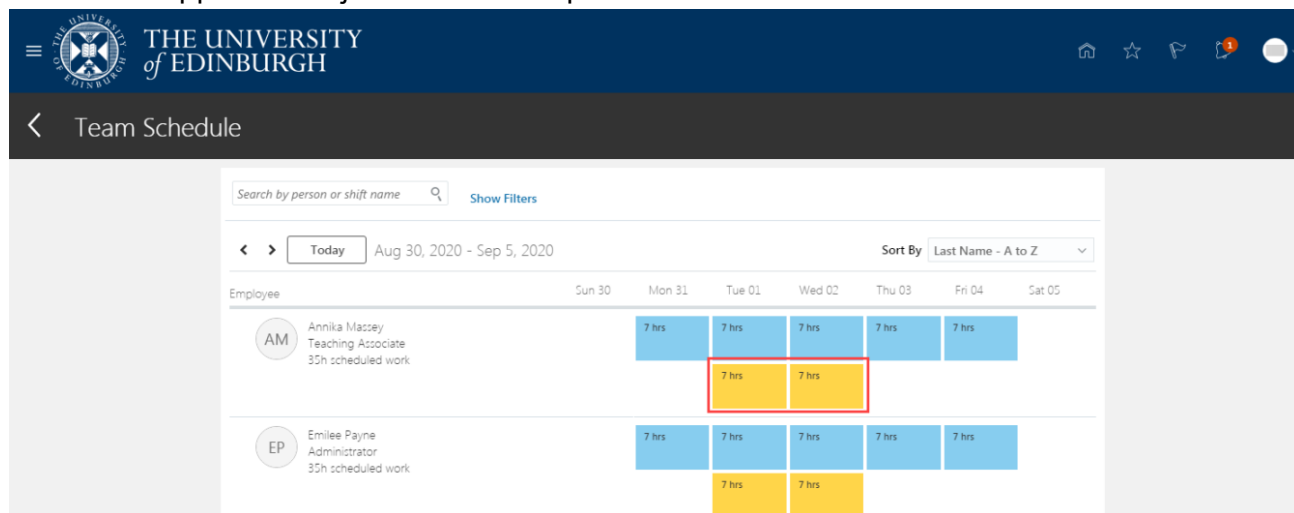 THE UNIVERSITY
of EDINBURGH
UNIVERSITY
OF EDINBURGH
1
Team Schedule
Search by person or shift name Show Filters
Today Aug 30, 2020 - Sep 5, 2020 Sort By Last Name - A to Z
Employee Sun 30 Mon 31 Tue 01 Wed 02 Thu 03 Fri 04 Sat 05
AM Annika Massey 7 hrs 7 hrs 7 hrs 7 hrs 7 hrs
Teaching Associate
35h scheduled work
7 hrs 7 hrs
EP Emilee Payne 7 hrs 7 hrs 7 hrs 7 hrs 7 hrs
Administrator
35h scheduled work
7 hrs 7 hrs